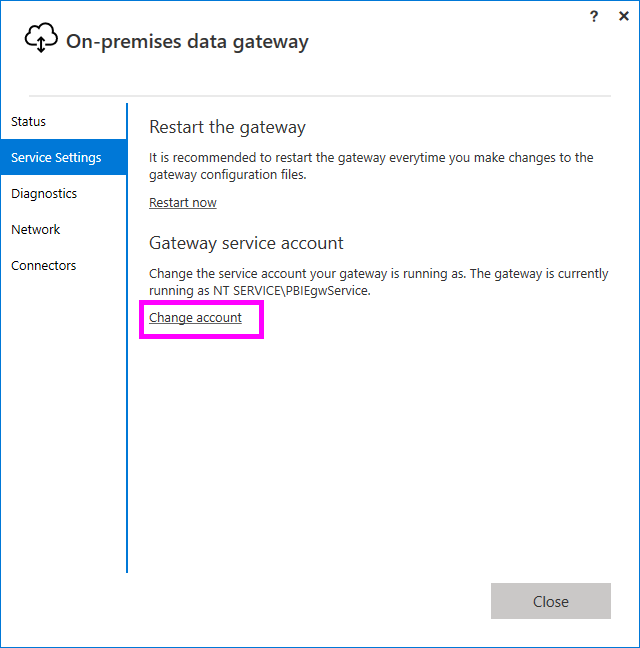 ? ×
On-premises data gateway
Status
Service Settings
Diagnostics
Network
Connectors
Restart the gateway
It is recommended to restart the gateway everytime you make changes to the
gateway configuration files.
Restart now
Gateway service account
Change the service account your gateway is running as. The gateway is currently
running as NT SERVICE\PBIEgwService.
Change account
Close